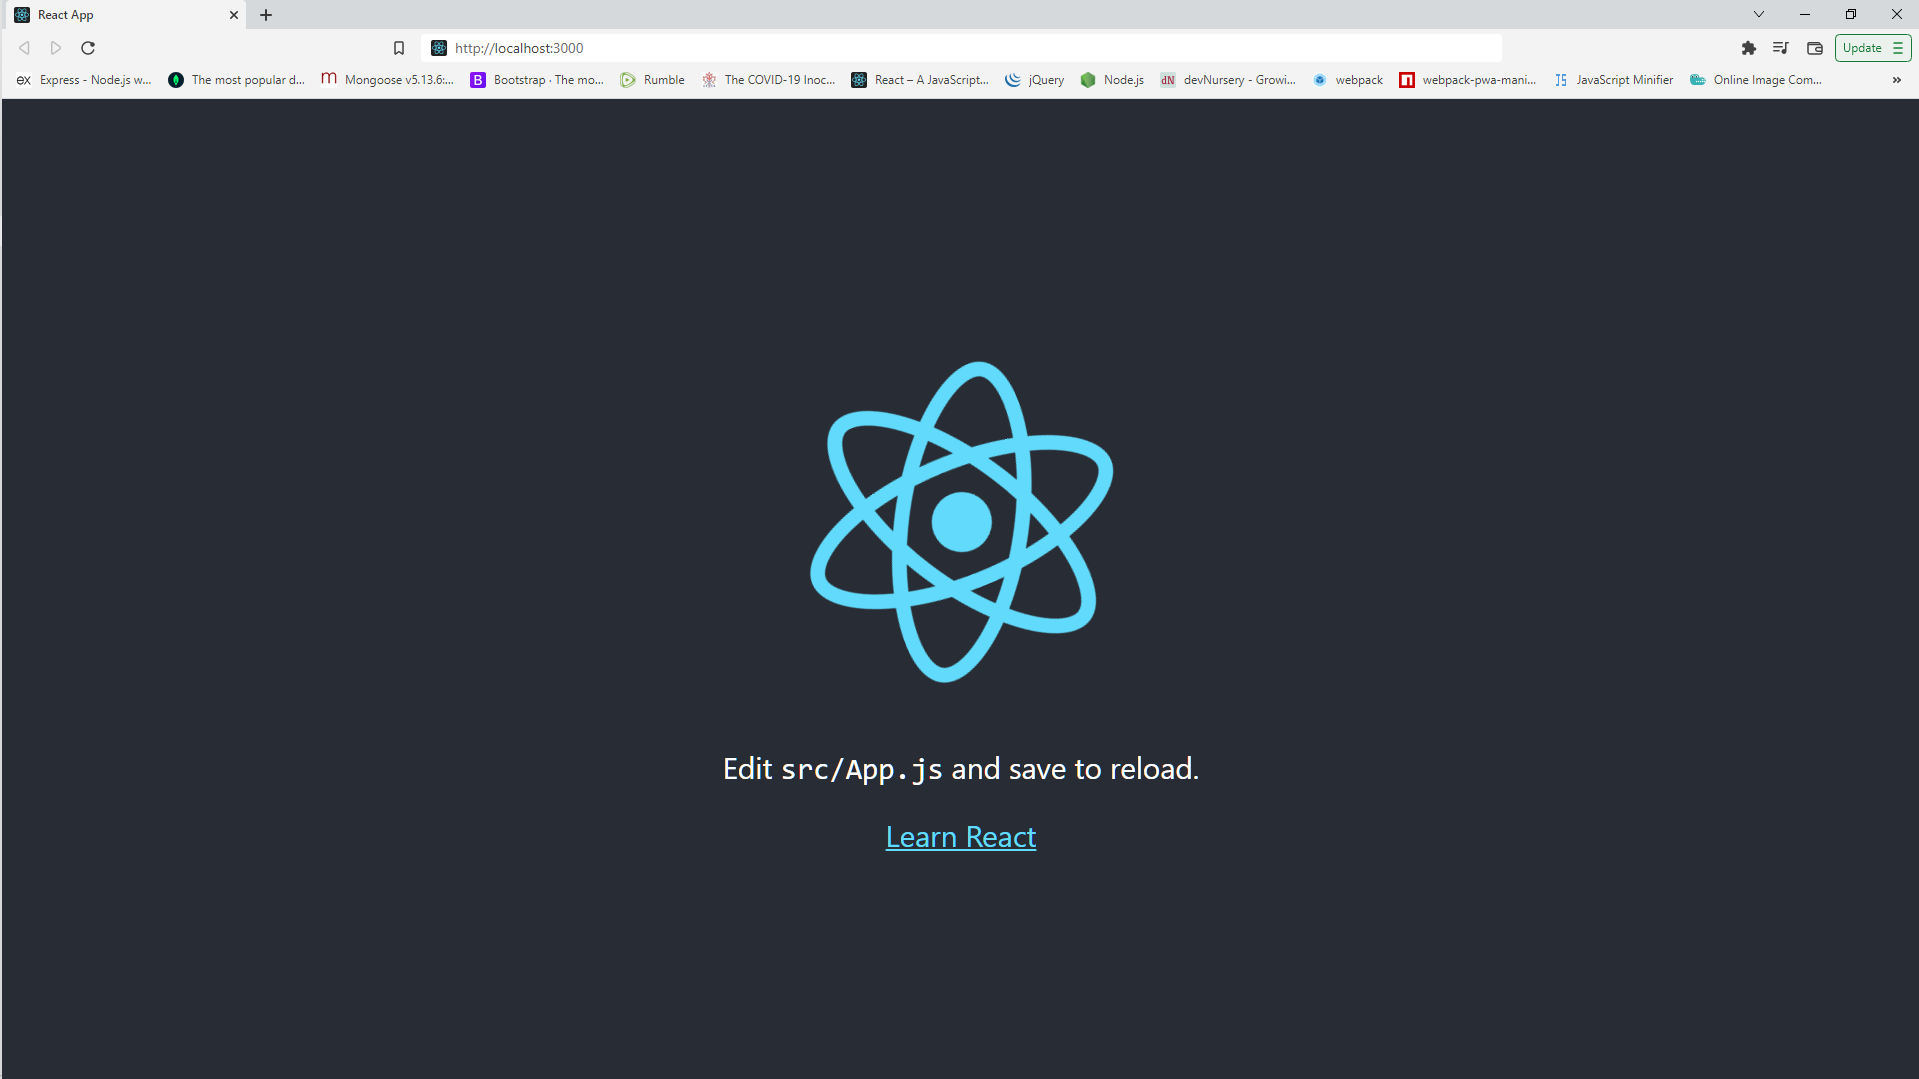 React App
http://localhost:3000
Update
ex Express - Node.js w... The most popular d... m Mongoose v5.13.6:... B Bootstrap · The mo... Rumble The COVID-19 Inoc... React – A JavaScript... jQuery Node.js dN devNursery - Growi... webpack webpack-pwa-mani... JS JavaScript Minifier Online Image Com... »
Edit src/App.js and save to reload.
Learn React